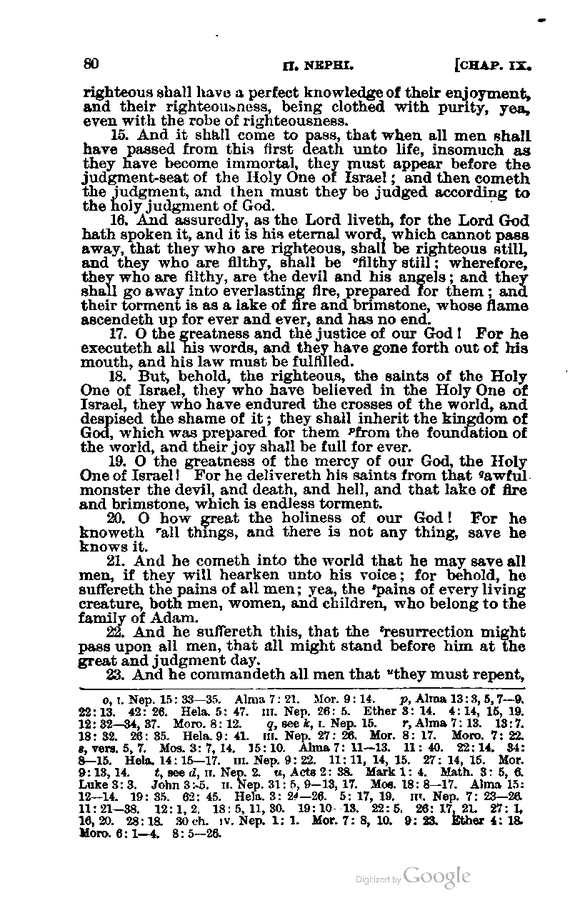 80 II. NEPHI. [CHAP. IX.
righteous shall have a perfect knowledge of their enjoyment,
and their righteousness, being clothed with purity, yea,
even with the robe of righteousness.
15. And it shall come to pass, that when all men shall
have passed from this first death unto life, insomuch as
they have become immortal, they must appear before the
judgment-seat of the Holy One of Israel; and then cometh
the judgment, and then must they be judged according to
the holy judgment of God.
16. And assuredly, as the Lord liveth, for the Lord God
hath spoken it, and it is his eternal word, which cannot pass
away, that they who are righteous, shall be righteous still,
and they who are filthy, shall be ᵒfilthy still; wherefore,
they who are filthy, are the devil and his angels; and they
shall go away into everlasting fire, prepared for them; and
their torment is as a lake of fire and brimstone, whose flame
ascendeth up for ever and ever, and has no end.
17. O the greatness and the justice of our God! For he
executeth all his words, and they have gone forth out of his
mouth, and his law must be fulfilled.
18. But, behold, the righteous, the saints of the Holy
One of Israel, they who have believed in the Holy One of
Israel, they who have endured the crosses of the world, and
despised the shame of it; they shall inherit the kingdom of
God, which was prepared for them ᵖfrom the foundation of
the world, and their joy shall be full for ever.
19. O the greatness of the mercy of our God, the Holy
One of Israel! For he delivereth his saints from that qawful
monster the devil, and death, and hell, and that lake of fire
and brimstone, which is endless torment.
20. O how great the holiness of our God! For he
knoweth ʳall things, and there is not any thing, save he
knows it.
21. And he cometh into the world that he may save all
men, if they will hearken unto his voice; for behold, he
suffereth the pains of all men; yea, the ˢpains of every living
creature, both men, women, and children, who belong to the
family of Adam.
22. And he suffereth this, that the ᵗresurrection might
pass upon all men, that all might stand before him at the
great and judgment day.
23. And he commandeth all men that ᵘthey must repent,
o, I. Nep. 15: 33—35. Alma 7: 21. Mor. 9: 14. p, Alma 13: 3, 5, 7—9.
22: 13. 42: 26. Hela. 5: 47. III. Nep. 26: 5. Ether 3: 14. 4: 14, 15, 19.
12: 32—34, 37. Moro. 8: 12. q, see k, I. Nep. 15. r, Alma 7: 13. 13: 7.
18: 32. 26: 35. Hela. 9: 41. III. Nep. 27: 26. Mor. 8: 17. Moro. 7: 22.
s, vers. 5, 7. Mos. 3: 7, 14. 15: 10. Alma 7: 11—13. 11: 40. 22: 14. 34:
8—15. Hela. 14: 15—17. III. Nep. 9: 22. 11: 11, 14, 15. 27: 14, 15. Mor.
9: 13, 14. t, see d, II. Nep. 2. u, Acts 2: 38. Mark 1: 4. Math. 3: 5, 6.
Luke 3: 3. John 3:5. II. Nep. 31: 5, 9—13, 17. Mos. 18: 8—17. Alma 15:
12—14. 19: 35. 62: 45. Hela. 3: 24—26. 5: 17, 19. III. Nep. 7: 23—26.
11: 21—38. 12: 1, 2. 18: 5, 11, 30. 19: 10 13. 22: 5. 26: 17, 21. 27: 1,
16, 20. 28: 18. 30 ch. IV. Nep. 1: 1. Mor. 7: 8, 10. 9: 23. Ether 4: 18.
Moro. 6: 1—4. 8: 5—26.
Digitized by Google